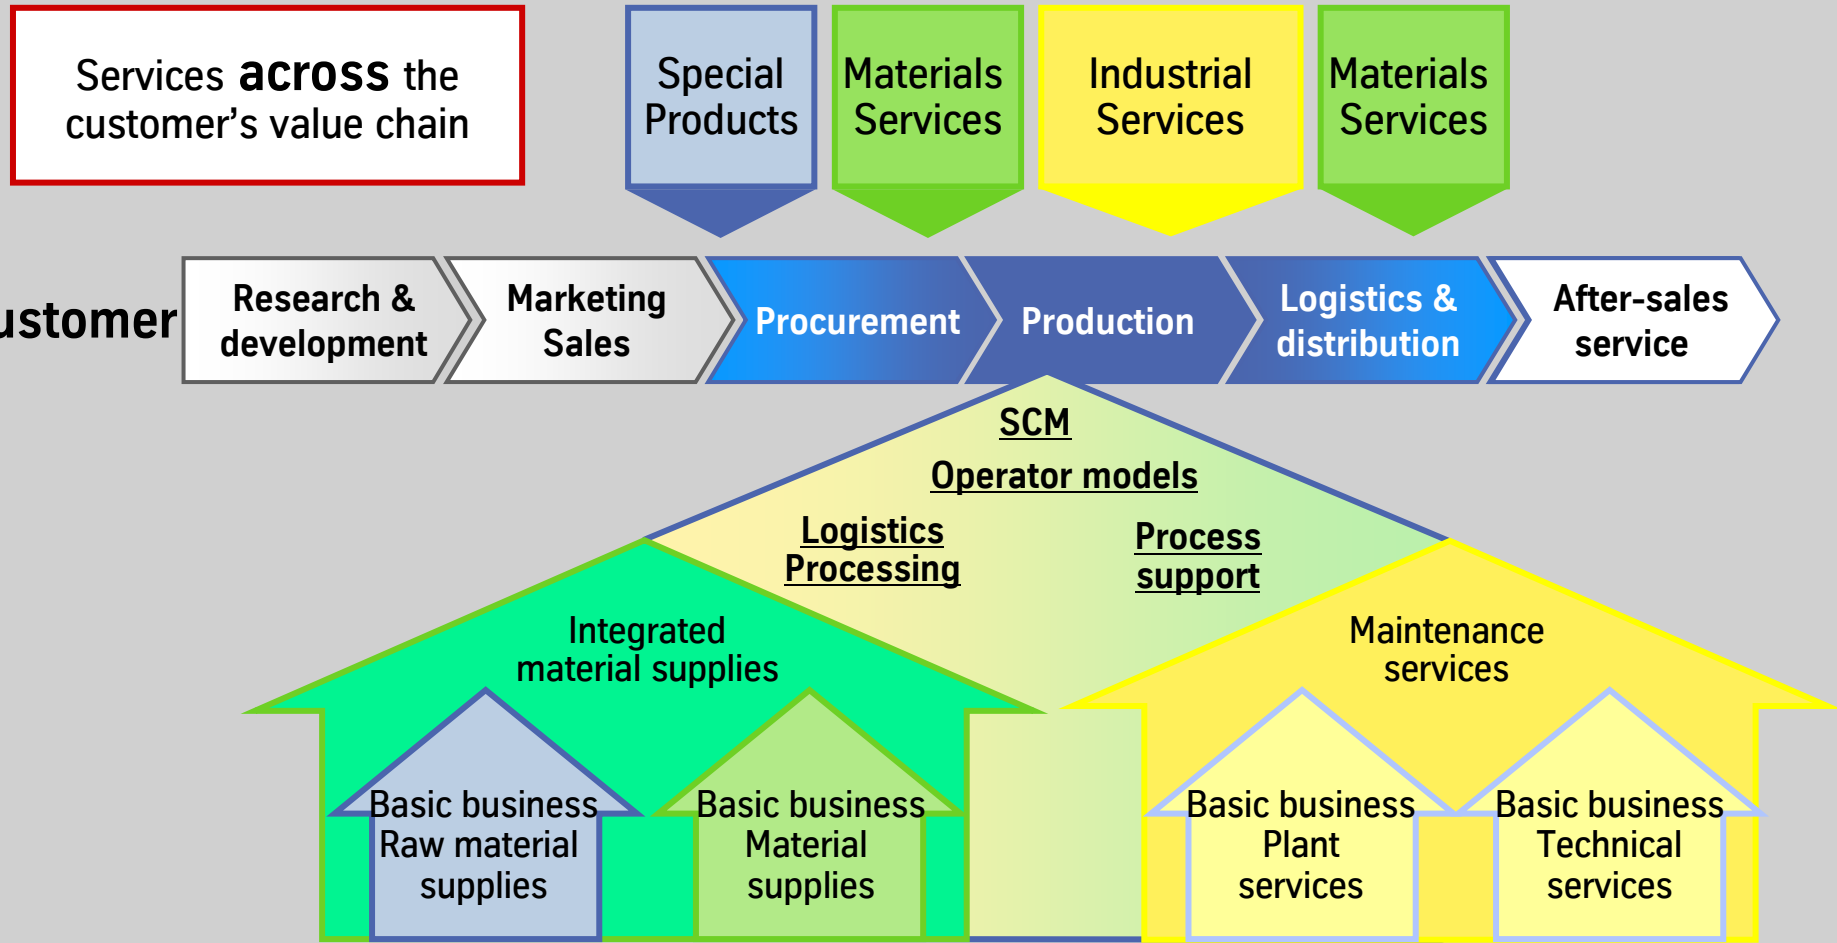 Services across the
customer's value chain
Special
Products
Materials
Services
Industrial
Services
Materials
Services
ustomer
Research &
development
Marketing
Sales
Procurement
Production
Logistics &
distribution
After-sales
service
SCM
Operator models
Logistics
Processing
Process
support
Integrated
material supplies
Maintenance
services
Basic business
Raw material
supplies
Basic business
Material
supplies
Basic business
Plant
services
Basic business
Technical
services